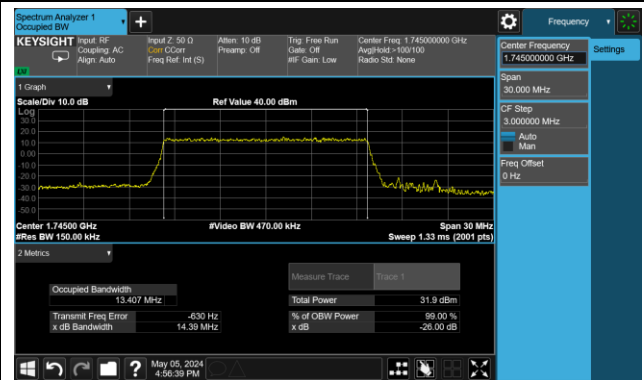 Spectrum Analyzer 1
Occupied BW
Frequency
KEYSIGHT
Input: RF
Coupling: AC
Align: Auto
Input Z: 50 Ω
Corr CCorr
Freq Ref: Int (S)
Atten: 10 dB
Preamp: Off
Trig: Free Run
Gate: Off
#IF Gain: Low
Center Freq: 1.745000000 GHz
Avg|Hold:>100/100
Radio Std: None
Center Frequency
1.745000000 GHz
Settings
Span
30.000 MHz
CF Step
3.000000 MHz
Auto
Man
Freq Offset
0 Hz
1 Graph
Scale/Div 10.0 dB
Ref Value 40.00 dBm
Log
30.0
20.0
10.0
0.00
-10.0
-20.0
-30.0
-40.0
-50.0
Center 1.74500 GHz
#Video BW 470.00 kHz
Span 30 MHz
#Res BW 150.00 kHz
Sweep 1.33 ms (2001 pts)
2 Metrics
Measure Trace
Trace 1
Occupied Bandwidth
13.407 MHz
Total Power
31.9 dBm
Transmit Freq Error
-630 Hz
% of OBW Power
99.00 %
x dB Bandwidth
14.39 MHz
x dB
-26.00 dB
May 05, 2024
4:56:39 PM